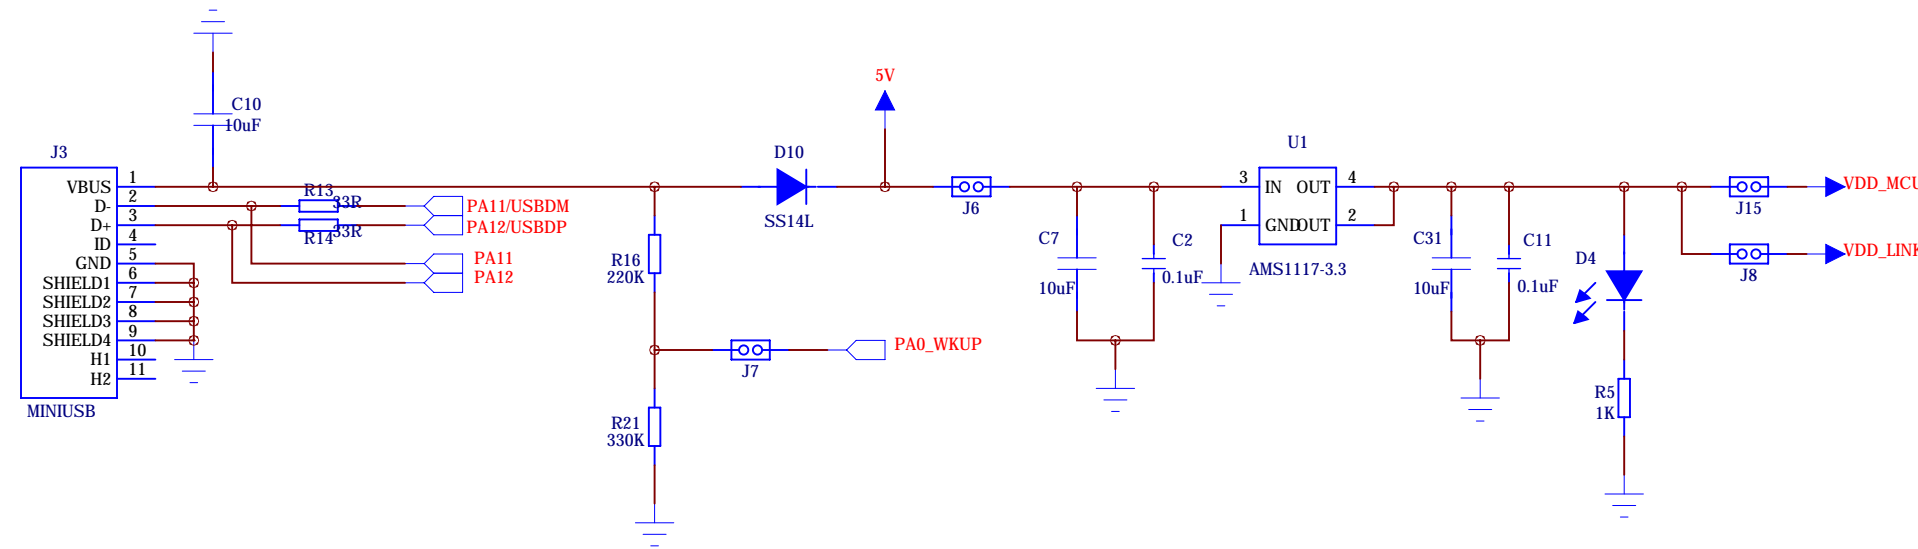 C10
10uF
J3
VBUS 1
D- 2
D+ 3
ID 4
GND 5
SHIELD1 6
SHIELD2 7
SHIELD3 8
SHIELD4 9
H1 10
H2 11
MINIUSB
R13
33R
R14
33R
PA11/USBDM
PA12/USBDP
PA11
PA12
R16
220K
J7
PA0_WKUP
R21
330K
D10
SS14L
5V
J6
C7
10uF
C2
0.1uF
U1
3 IN OUT 4
1 GND OUT 2
AMS1117-3.3
C31
10uF
C11
0.1uF
D4
R5
1K
J15
VDD_MCU
J8
VDD_LINK